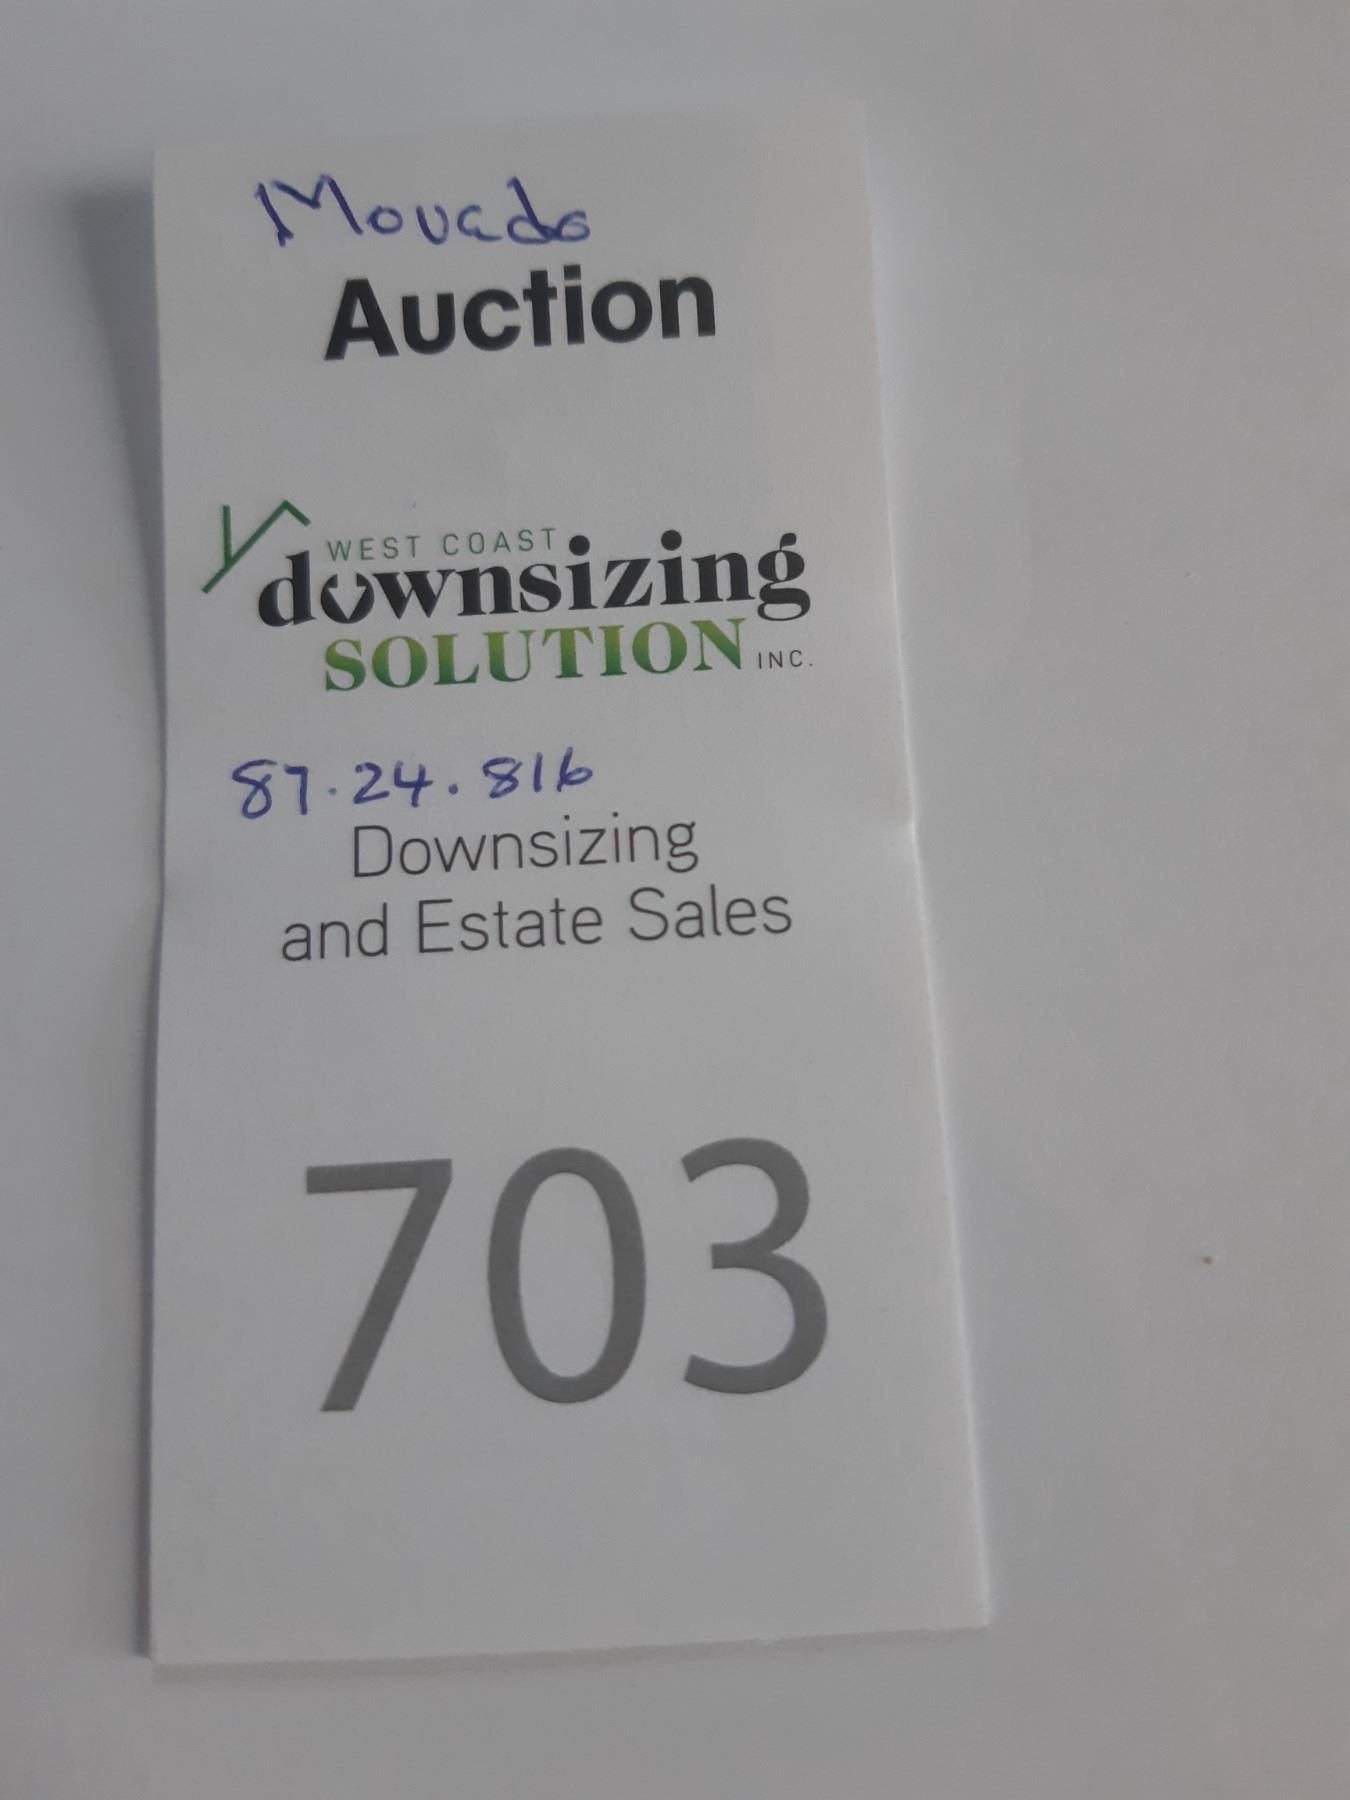 Movado
Auction
WEST COAST
downsizing
SOLUTION INC.
87.24.816
Downsizing
and Estate Sales
703